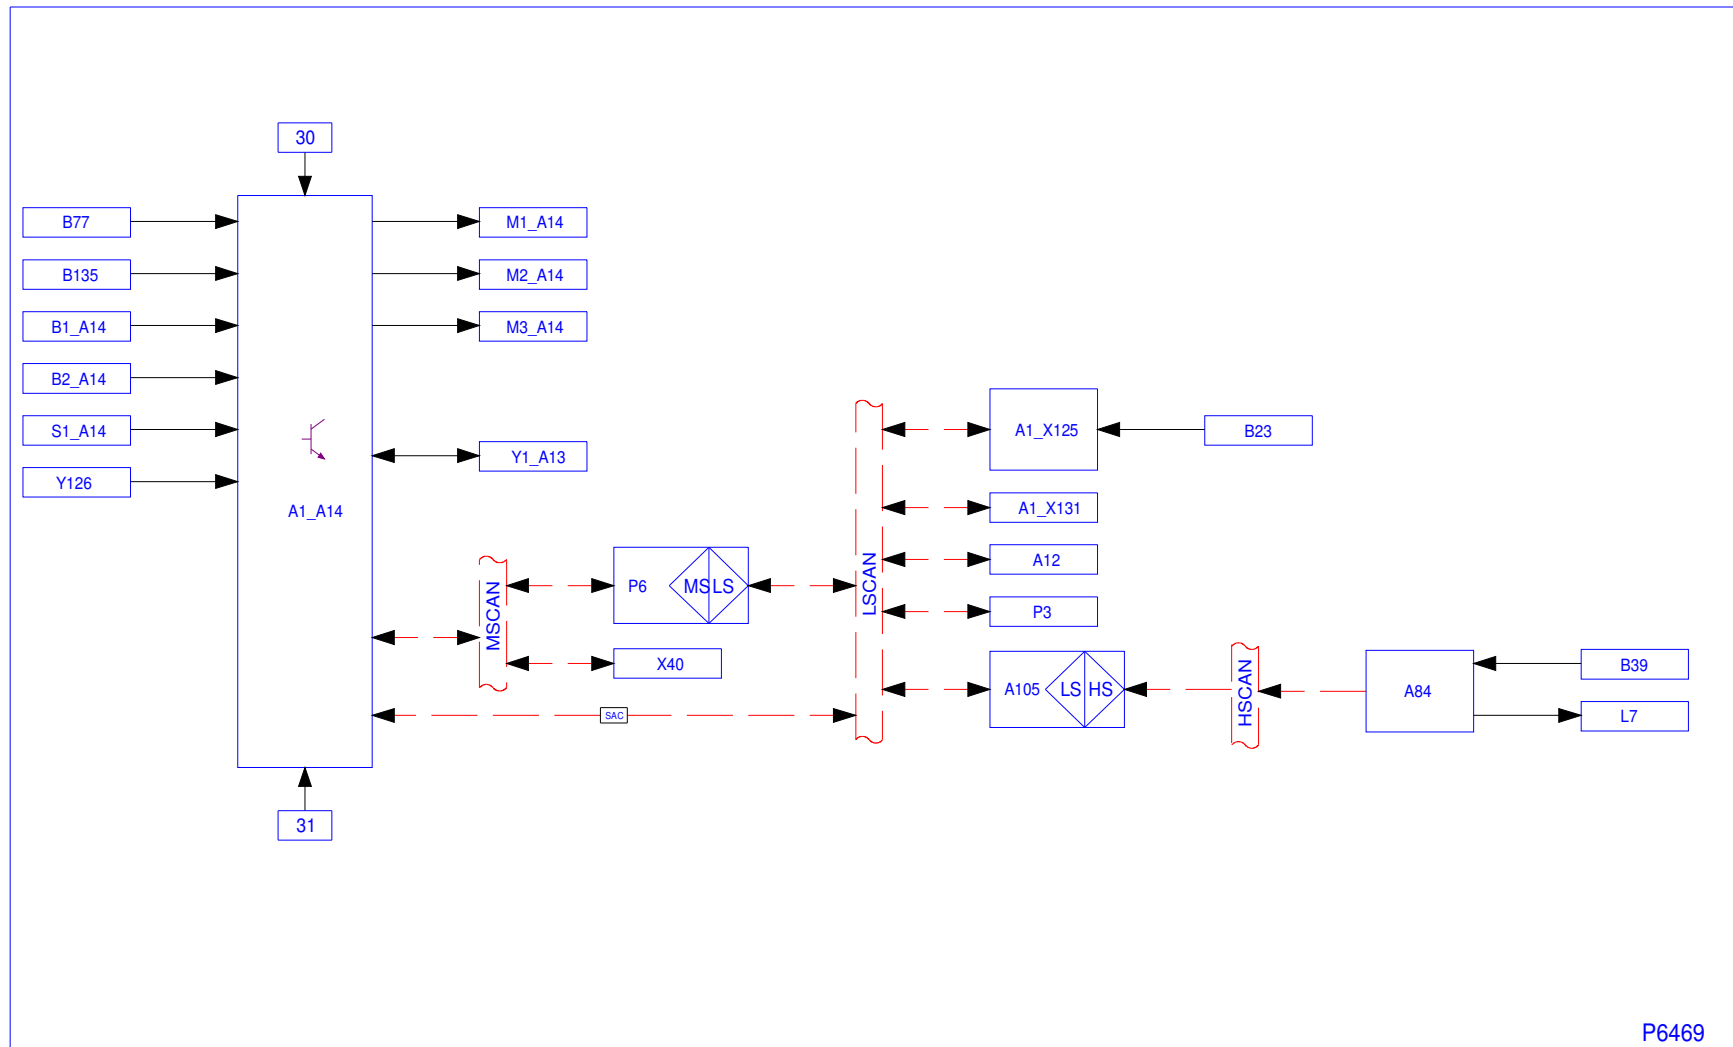 30
B77
M1_A14
B135
M2_A14
B1_A14
M3_A14
B2_A14
S1_A14
A1_X125
B23
Y1_A13
Y126
A1_X131
A1_A14
A12
LSCAN
MSCAN
P6
MS
LS
P3
X40
HSCAN
B39
A105
LS
HS
A84
SAC
L7
31
P6469